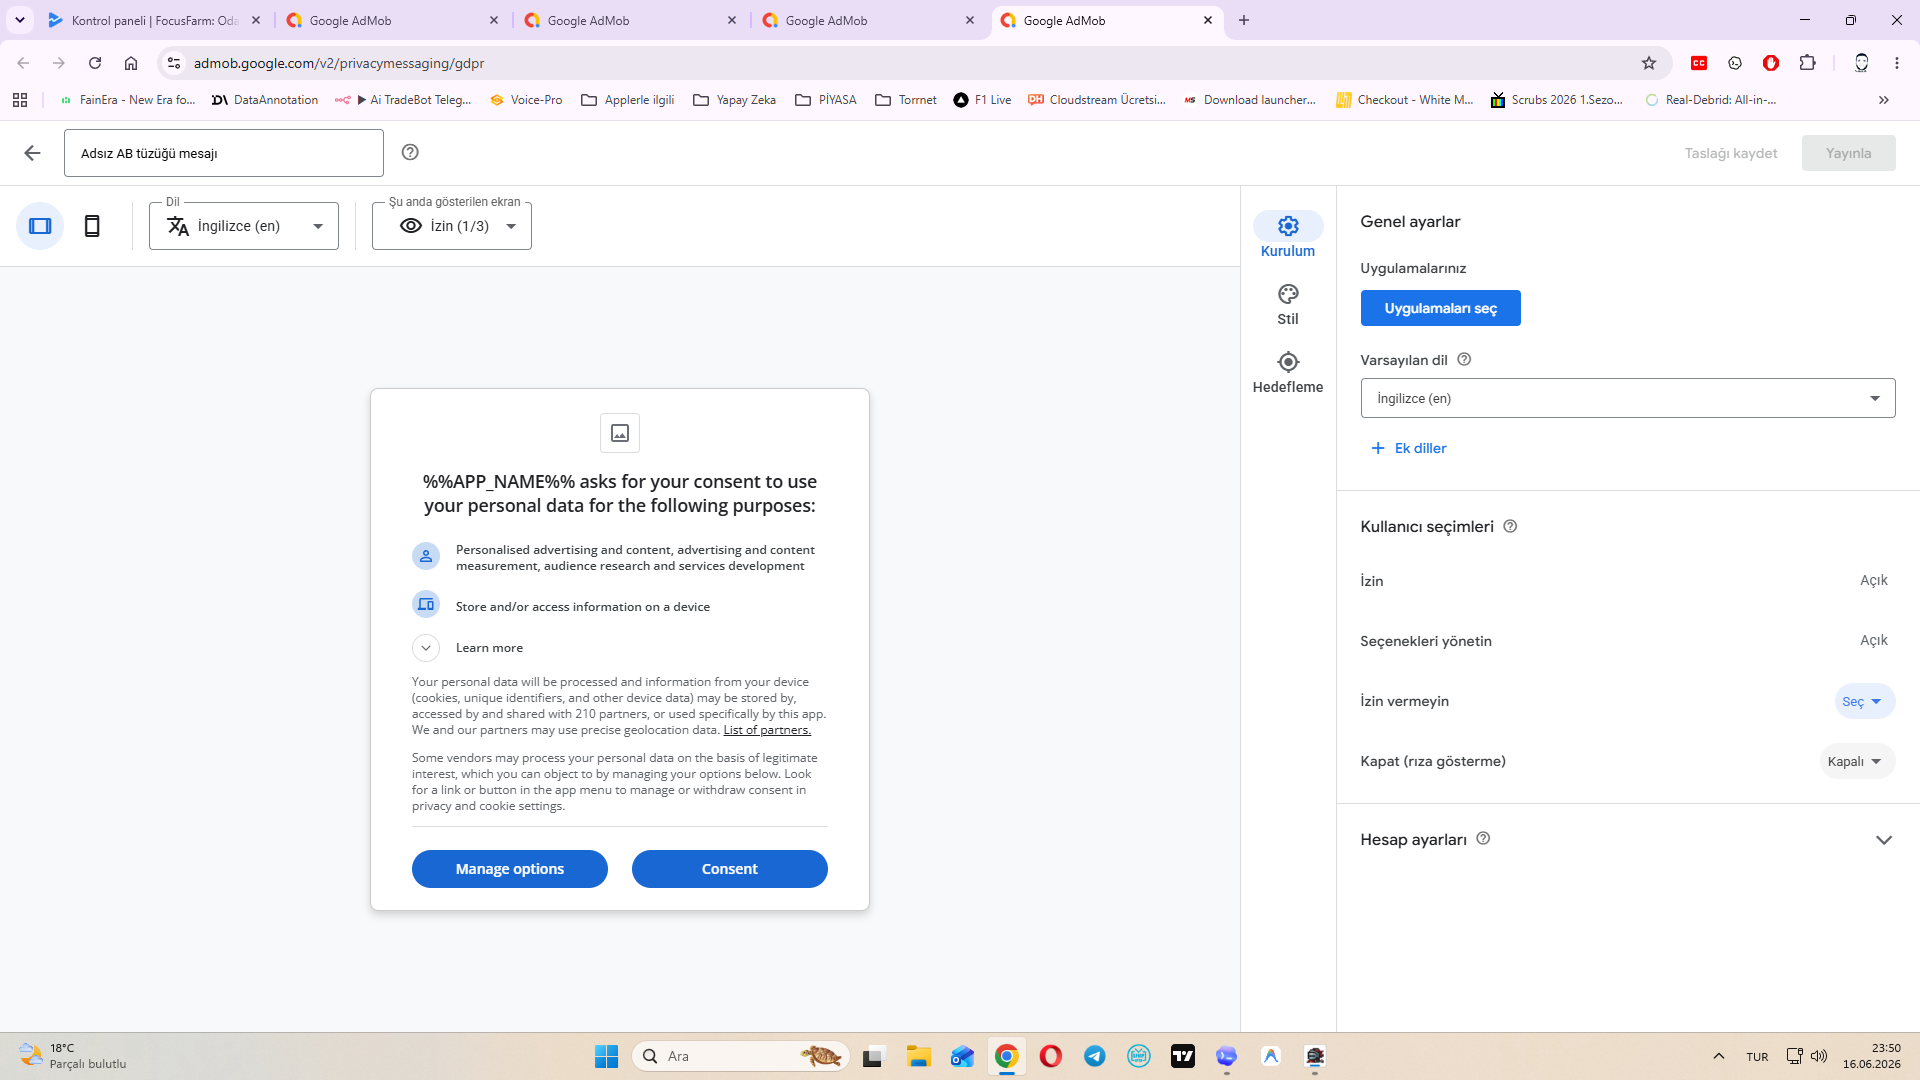 Kontrol paneli | FocusFarm: Oda
Google AdMob
Google AdMob
Google AdMob
Google AdMob
admob.google.com/v2/privacymessaging/gdpr
FainEra - New Era fo...
DataAnnotation
Ai TradeBot Teleg...
Voice-Pro
Applerle ilgili
Yapay Zeka
PİYASA
Torrnet
F1 Live
Cloudstream Ücretsi...
Download launcher...
Checkout - White M...
Scrubs 2026 1.Sezo...
Real-Debrid: All-in-...
Adsız AB tüzüğü mesajı
Taslağı kaydet
Yayınla
Dil
İngilizce (en)
Şu anda gösterilen ekran
İzin (1/3)
%%APP_NAME%% asks for your consent to use
your personal data for the following purposes:
Personalised advertising and content, advertising and content
measurement, audience research and services development
Store and/or access information on a device
Learn more
Your personal data will be processed and information from your device
(cookies, unique identifiers, and other device data) may be stored by,
accessed by and shared with 210 partners, or used specifically by this app.
We and our partners may use precise geolocation data. List of partners.
Some vendors may process your personal data on the basis of legitimate
interest, which you can object to by managing your options below. Look
for a link or button in the app menu to manage or withdraw consent in
privacy and cookie settings.
Manage options
Consent
Kurulum
Stil
Hedefleme
Genel ayarlar
Uygulamalarınız
Uygulamaları seç
Varsayılan dil
İngilizce (en)
Ek diller
Kullanıcı seçimleri
İzin
Açık
Seçenekleri yönetin
Açık
İzin vermeyin
Seç
Kapat (rıza gösterme)
Kapalı
Hesap ayarları
18°C
Parçalı bulutlu
Ara
TUR
23:50
16.06.2026